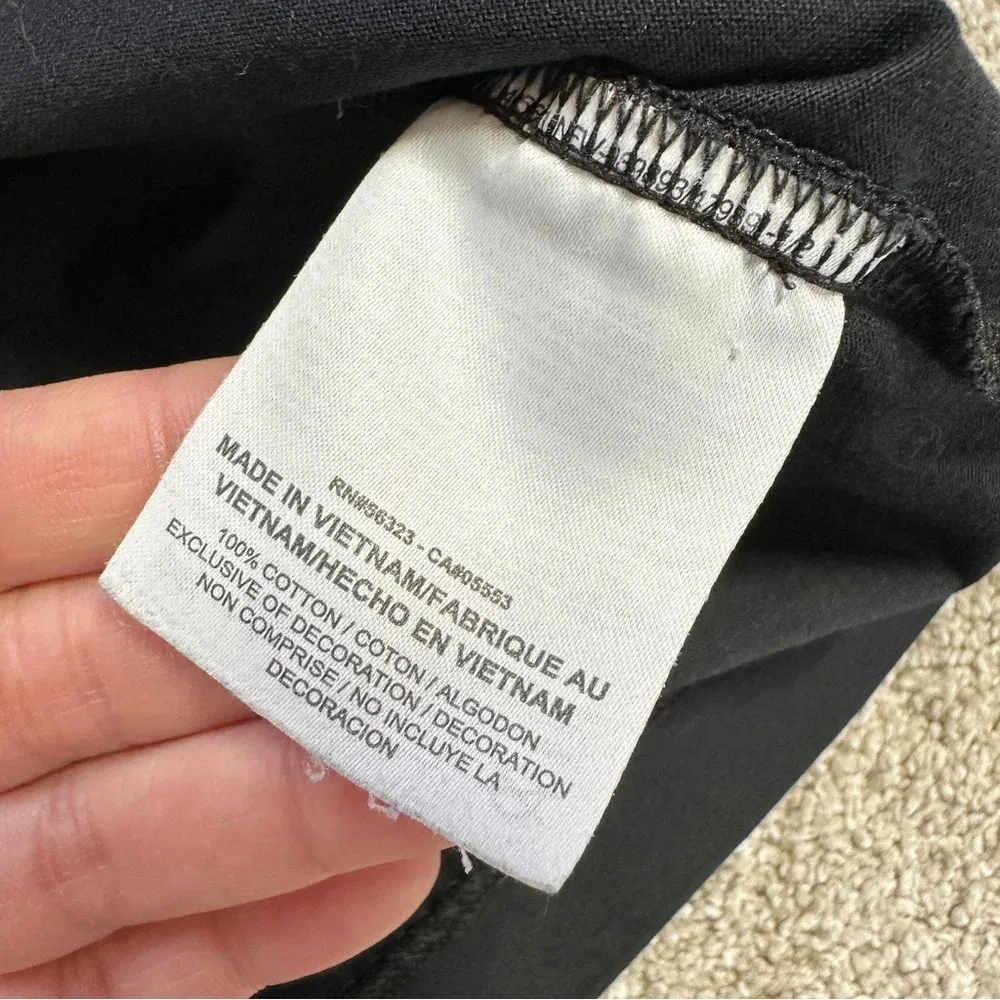 RN#56323 - CA#05553
MADE IN VIETNAM/FABRIQUE AU
VIETNAM/HECHO EN VIETNAM
100% COTTON / COTON / ALGODON
EXCLUSIVE OF DECORATION / DECORATION
NON COMPRISE / NO INCLUYE LA
DECORACION